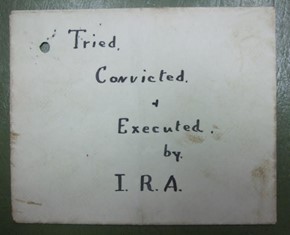 Tried.
Convicted.
&
Executed.
by.
I. R. A.